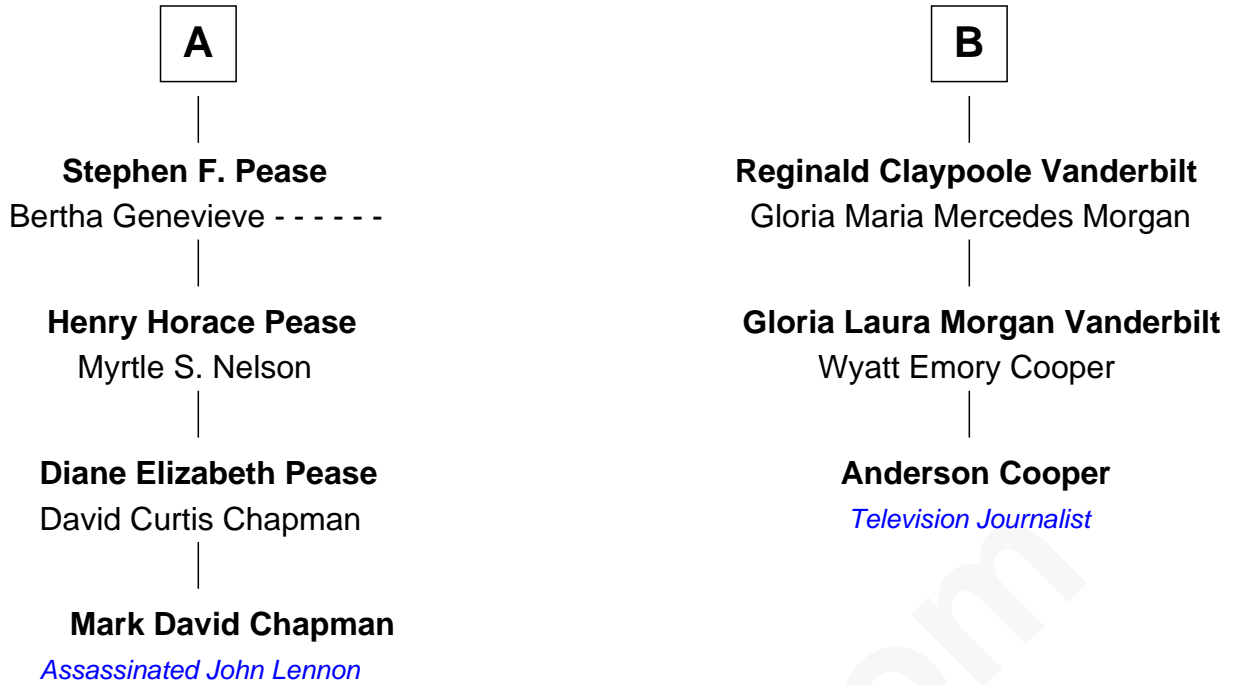 A
B
Stephen F. Pease
Bertha Genevieve - - - - - -
Reginald Claypoole Vanderbilt
Gloria Maria Mercedes Morgan
Henry Horace Pease
Myrtle S. Nelson
Gloria Laura Morgan Vanderbilt
Wyatt Emory Cooper
Diane Elizabeth Pease
David Curtis Chapman
Anderson Cooper
Television Journalist
Mark David Chapman
Assassinated John Lennon
om